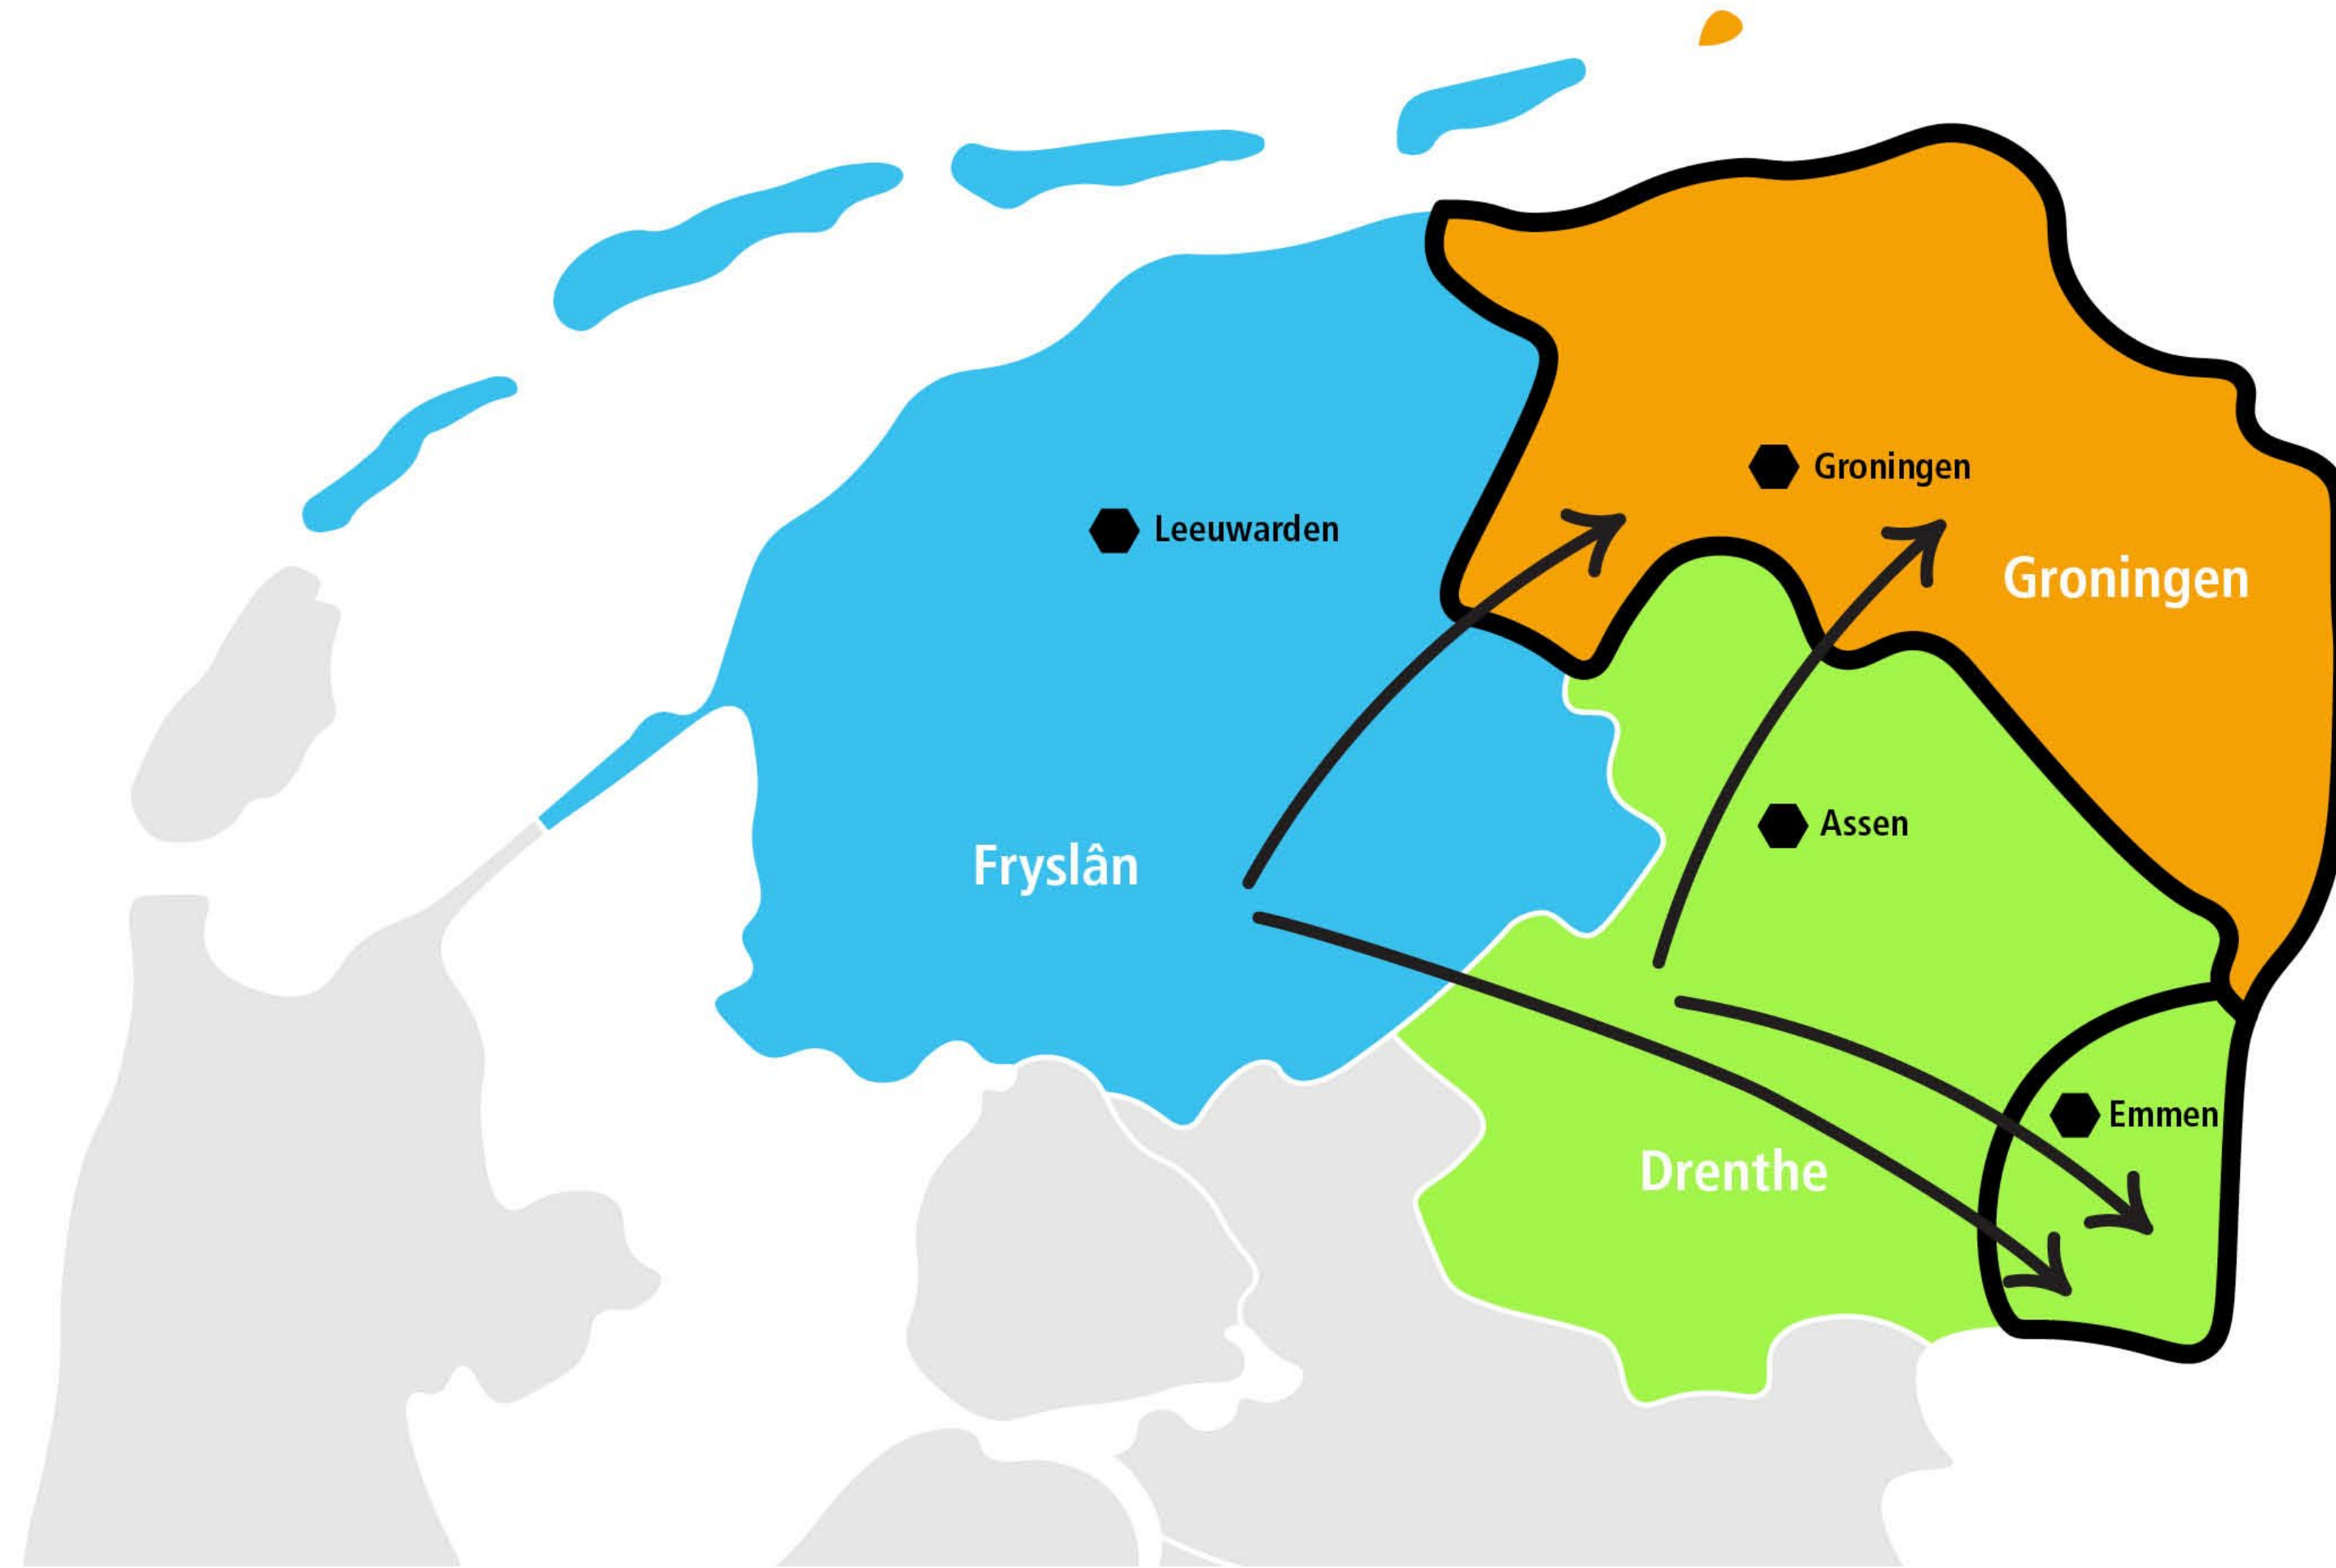 Groningen
Leeuwarden
Groningen
Assen
Fryslân
Emmen
Drenthe